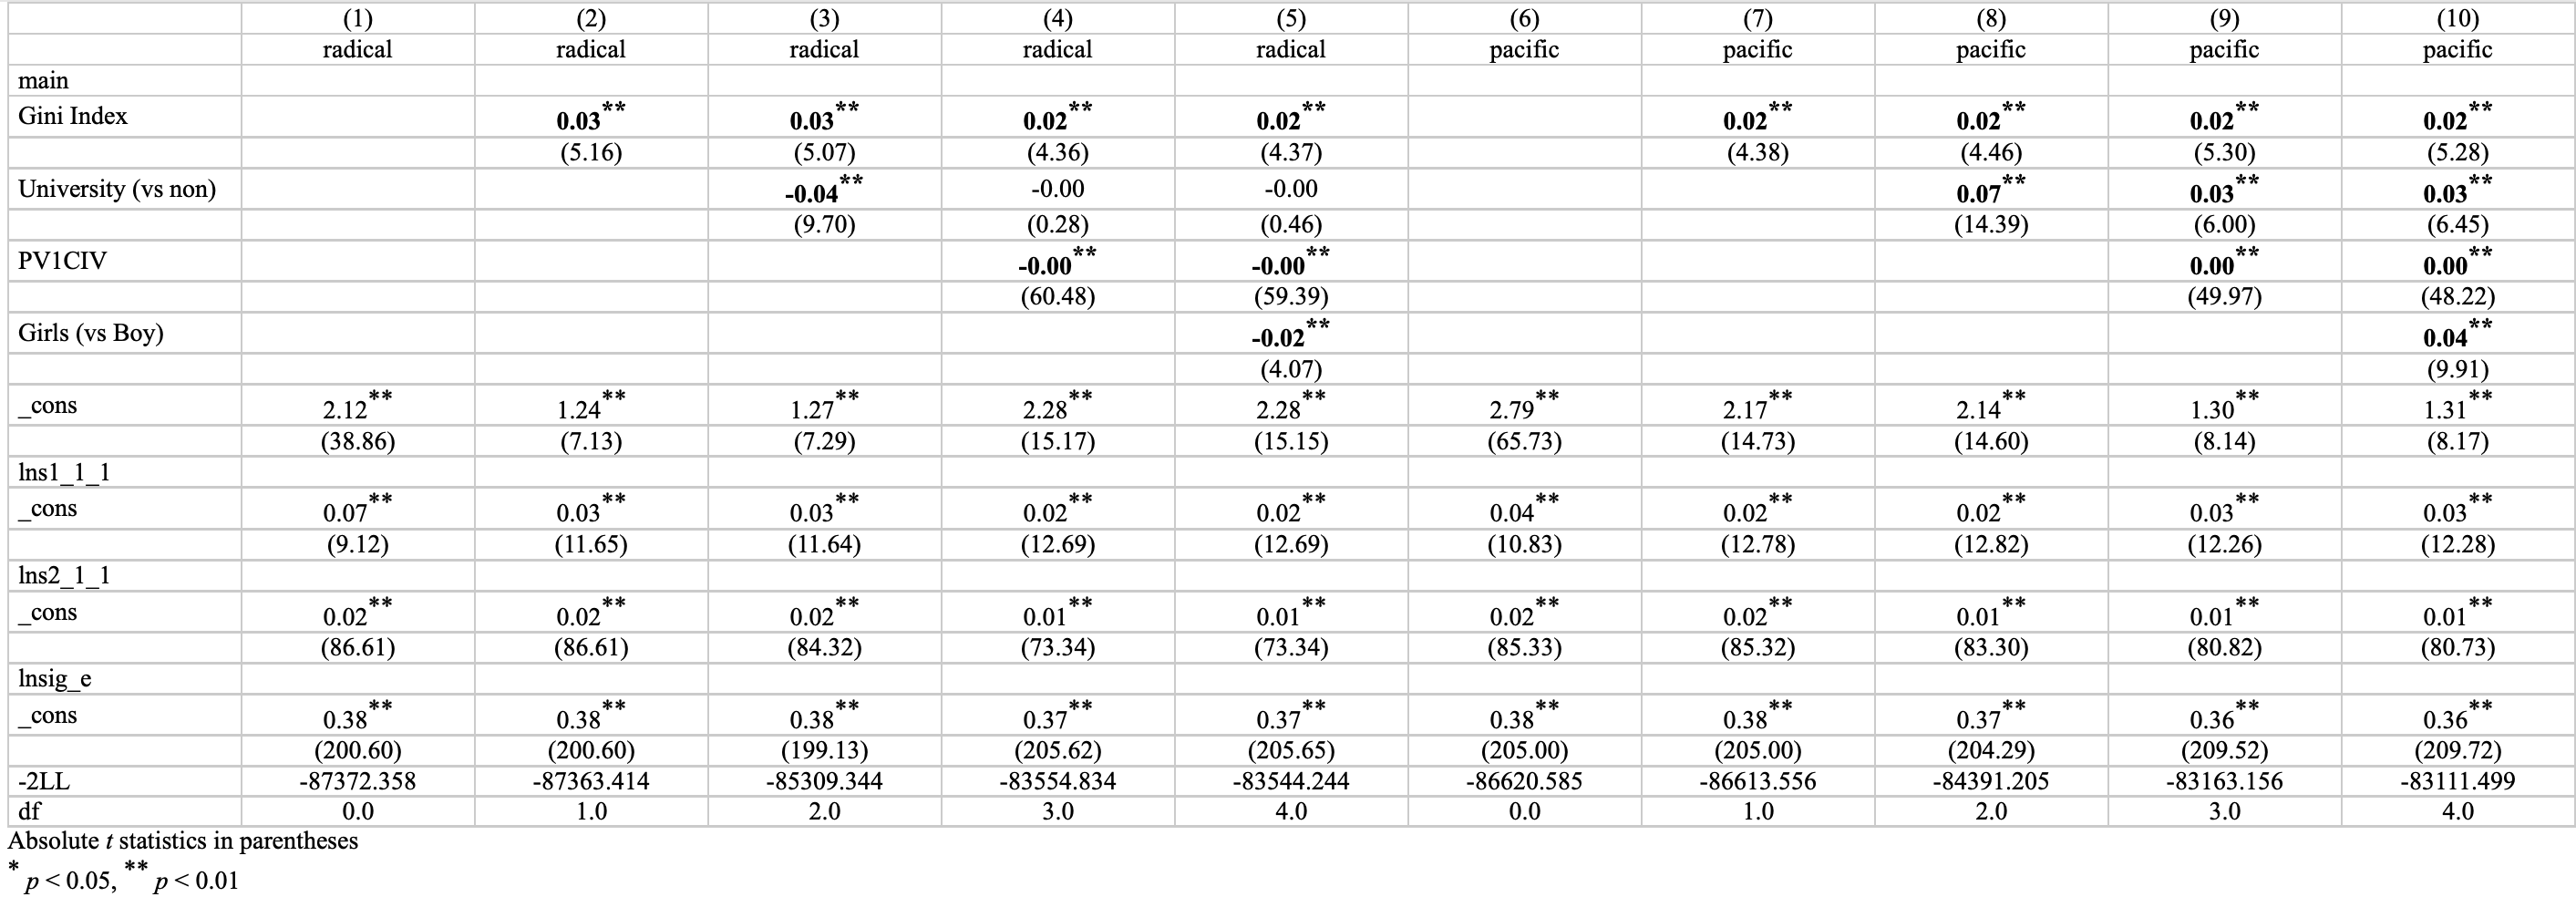 (1) (2) (3) (4) (5) (6) (7) (8) (9) (10)
radical radical radical radical radical pacific pacific pacific pacific pacific
main
Gini Index 0.03** 0.03** 0.02** 0.02** 0.02** 0.02** 0.02** 0.02**
(5.16) (5.07) (4.36) (4.37) (4.38) (4.46) (5.30) (5.28)
University (vs non) -0.04** -0.00 -0.00 0.07** 0.03** 0.03**
(9.70) (0.28) (0.46) (14.39) (6.00) (6.45)
PV1CIV -0.00** -0.00** 0.00** 0.00**
(60.48) (59.39) (49.97) (48.22)
Girls (vs Boy) -0.02** 0.04**
(4.07) (9.91)
_cons 2.12** 1.24** 1.27** 2.28** 2.28** 2.79** 2.17** 2.14** 1.30** 1.31**
(38.86) (7.13) (7.29) (15.17) (15.15) (65.73) (14.73) (14.60) (8.14) (8.17)
lns1_1_1
_cons 0.07** 0.03** 0.03** 0.02** 0.02** 0.04** 0.02** 0.02** 0.03** 0.03**
(9.12) (11.65) (11.64) (12.69) (12.69) (10.83) (12.78) (12.82) (12.26) (12.28)
lns2_1_1
_cons 0.02** 0.02** 0.02** 0.01** 0.01** 0.02** 0.02** 0.01** 0.01** 0.01**
(86.61) (86.61) (84.32) (73.34) (73.34) (85.33) (85.32) (83.30) (80.82) (80.73)
lnsig_e
_cons 0.38** 0.38** 0.38** 0.37** 0.37** 0.38** 0.38** 0.37** 0.36** 0.36**
(200.60) (200.60) (199.13) (205.62) (205.65) (205.00) (205.00) (204.29) (209.52) (209.72)
-2LL -87372.358 -87363.414 -85309.344 -83554.834 -83544.244 -86620.585 -86613.556 -84391.205 -83163.156 -83111.499
df 0.0 1.0 2.0 3.0 4.0 0.0 1.0 2.0 3.0 4.0
Absolute t statistics in parentheses
* p < 0.05, ** p < 0.01